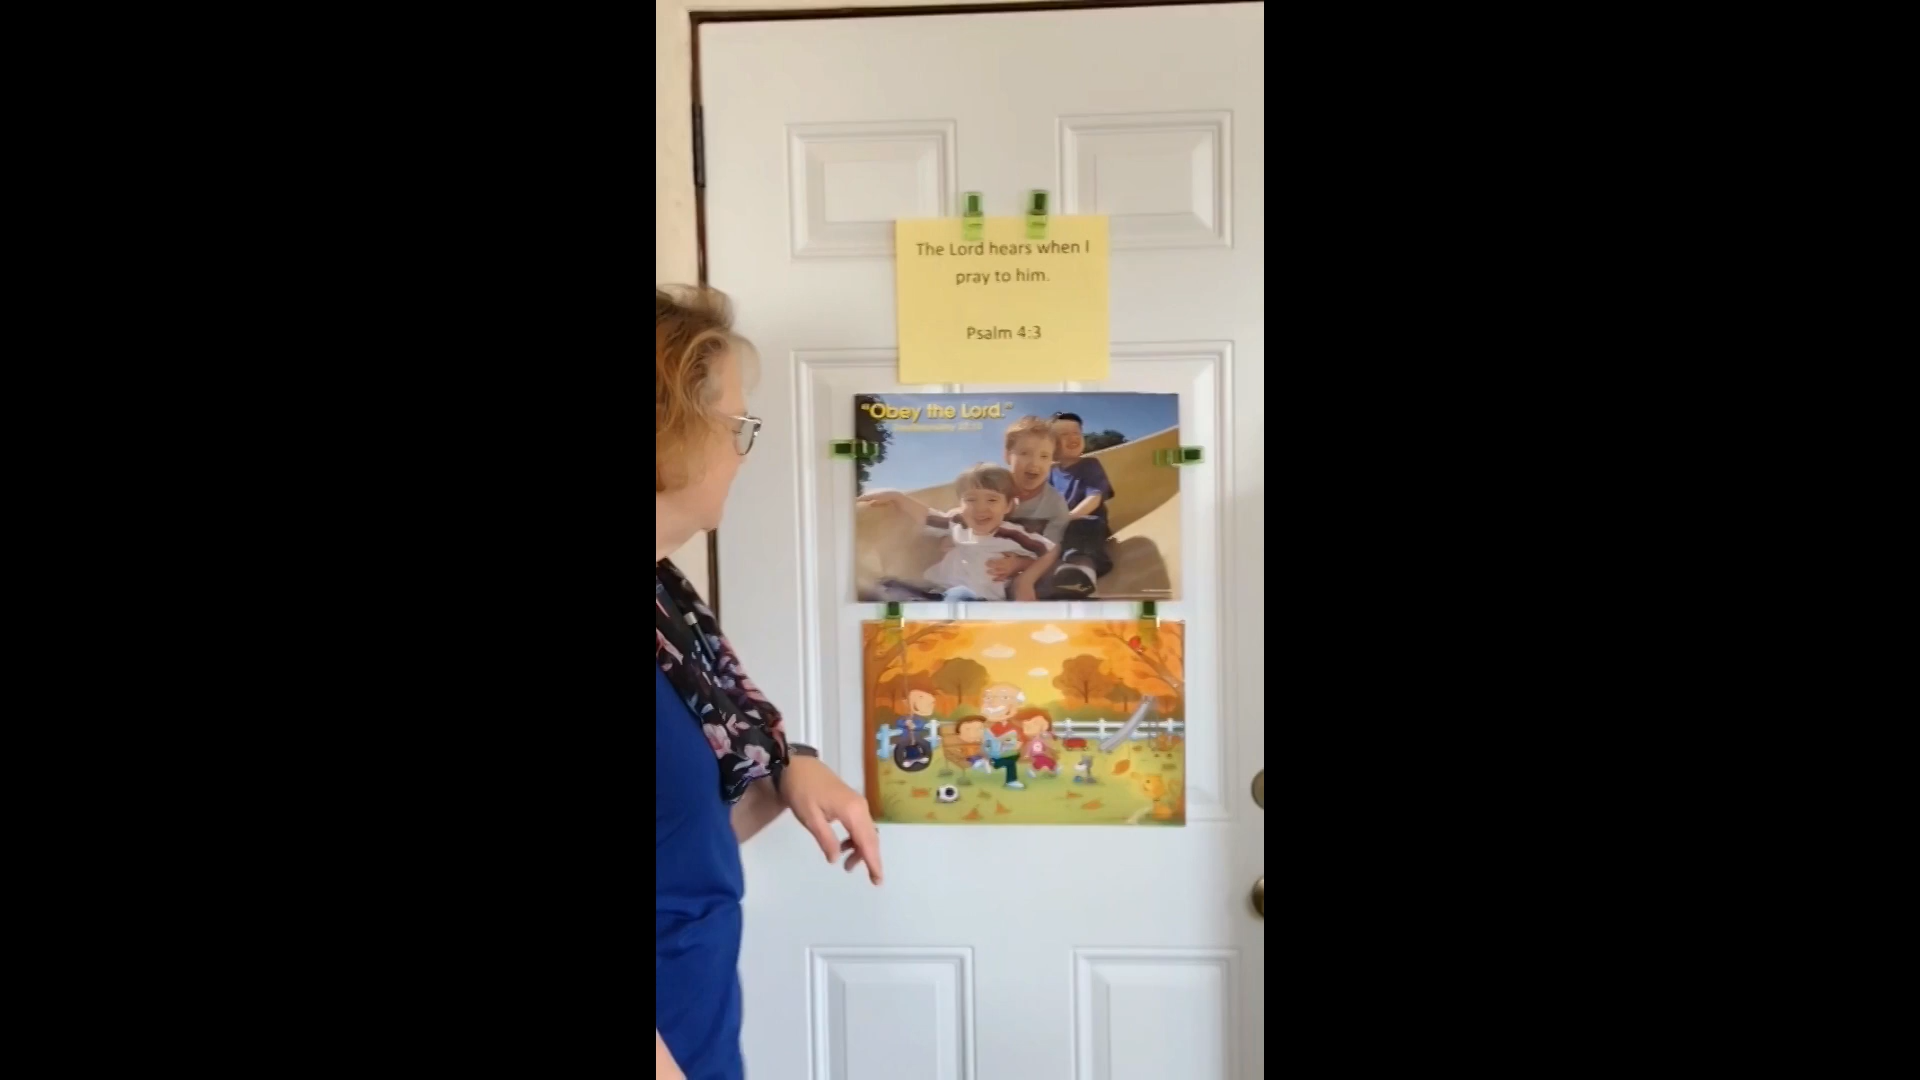 The Lord hears when I
pray to him.
Psalm 4:3
"Obey the Lord."